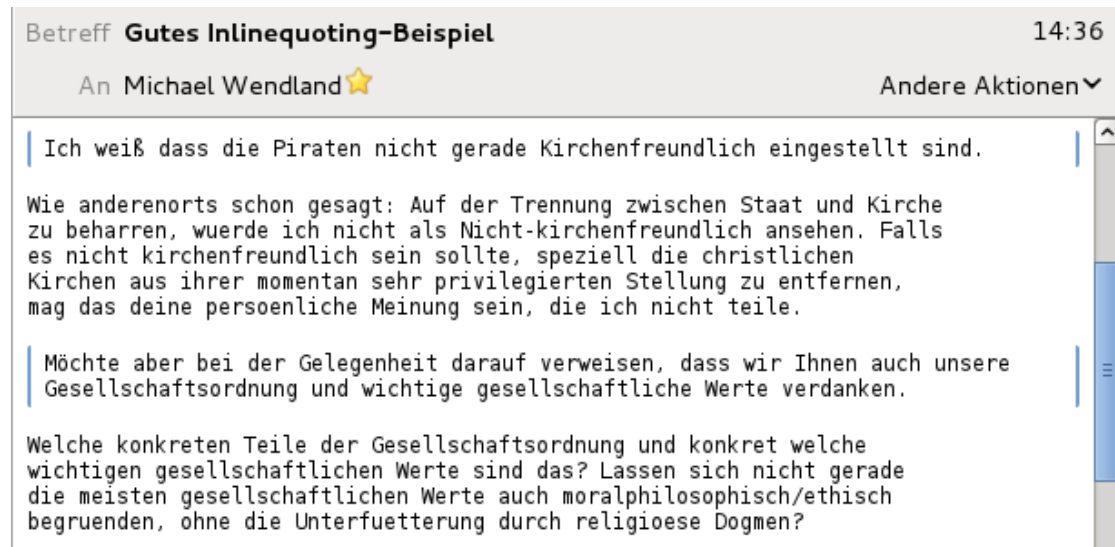 Betreff Gutes Inlinequoting-Beispiel 14:36
An Michael Wendland Andere Aktionen
Ich weiß dass die Piraten nicht gerade Kirchenfreundlich eingestellt sind.
Wie anderenorts schon gesagt: Auf der Trennung zwischen Staat und Kirche
zu beharren, wuerde ich nicht als Nicht-kirchenfreundlich ansehen. Falls
es nicht kirchenfreundlich sein sollte, speziell die christlichen
Kirchen aus ihrer momentan sehr privilegierten Stellung zu entfernen,
mag das deine persoenliche Meinung sein, die ich nicht teile.
Möchte aber bei der Gelegenheit darauf verweisen, dass wir Ihnen auch unsere
Gesellschaftsordnung und wichtige gesellschaftliche Werte verdanken.
Welche konkreten Teile der Gesellschaftsordnung und konkret welche
wichtigen gesellschaftlichen Werte sind das? Lassen sich nicht gerade
die meisten gesellschaftlichen Werte auch moralphilosophisch/ethisch
begruenden, ohne die Unterfuetterung durch religioese Dogmen?